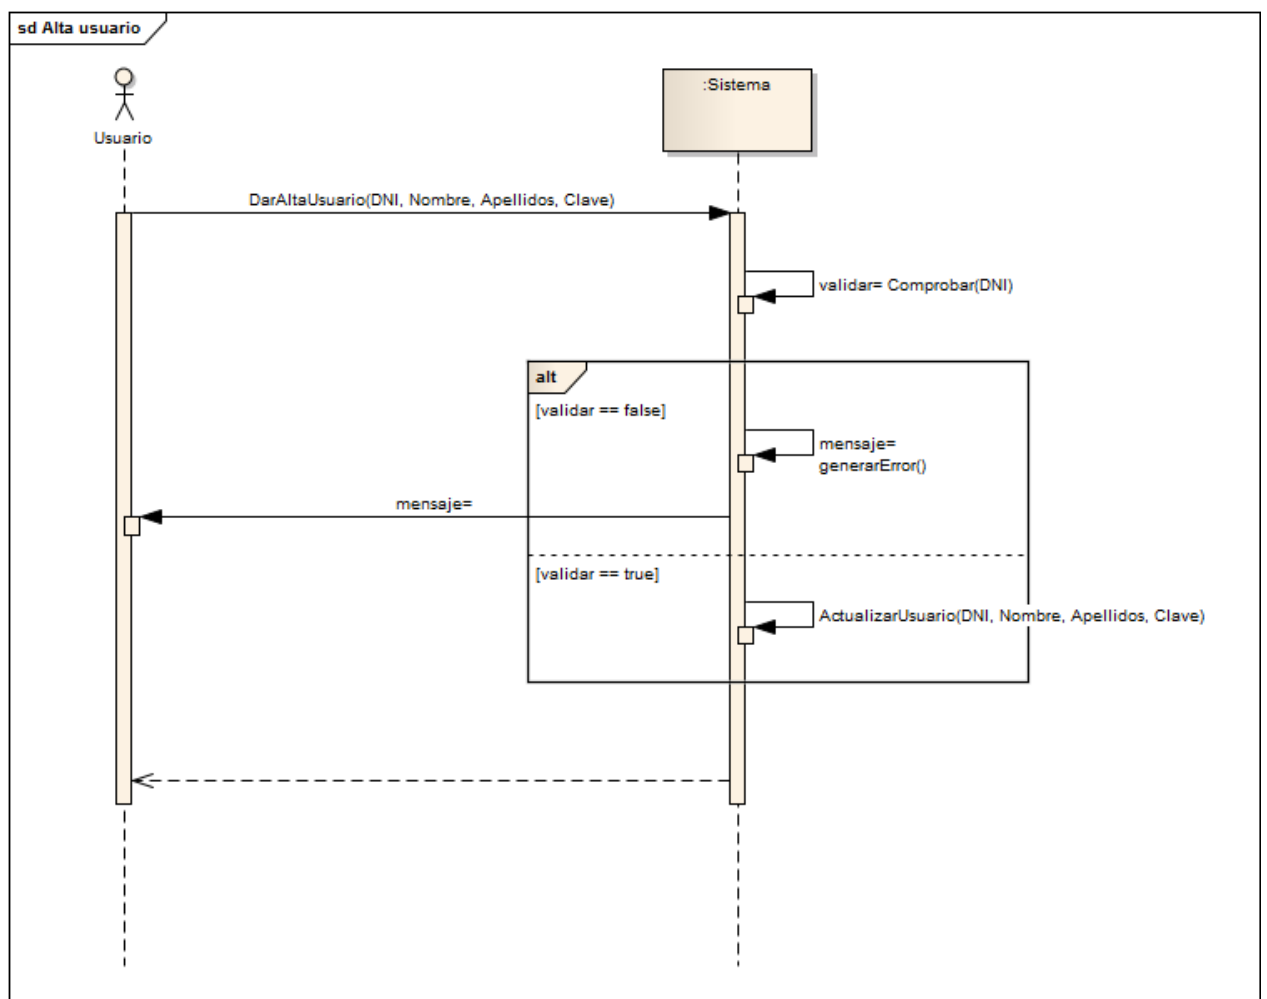 sd Alta usuario
:Sistema
Usuario
DarAltaUsuario(DNI, Nombre, Apellidos, Clave)
validar= Comprobar(DNI)
alt
[validar == false]
mensaje=
generarError()
mensaje=
[validar == true]
ActualizarUsuario(DNI, Nombre, Apellidos, Clave)